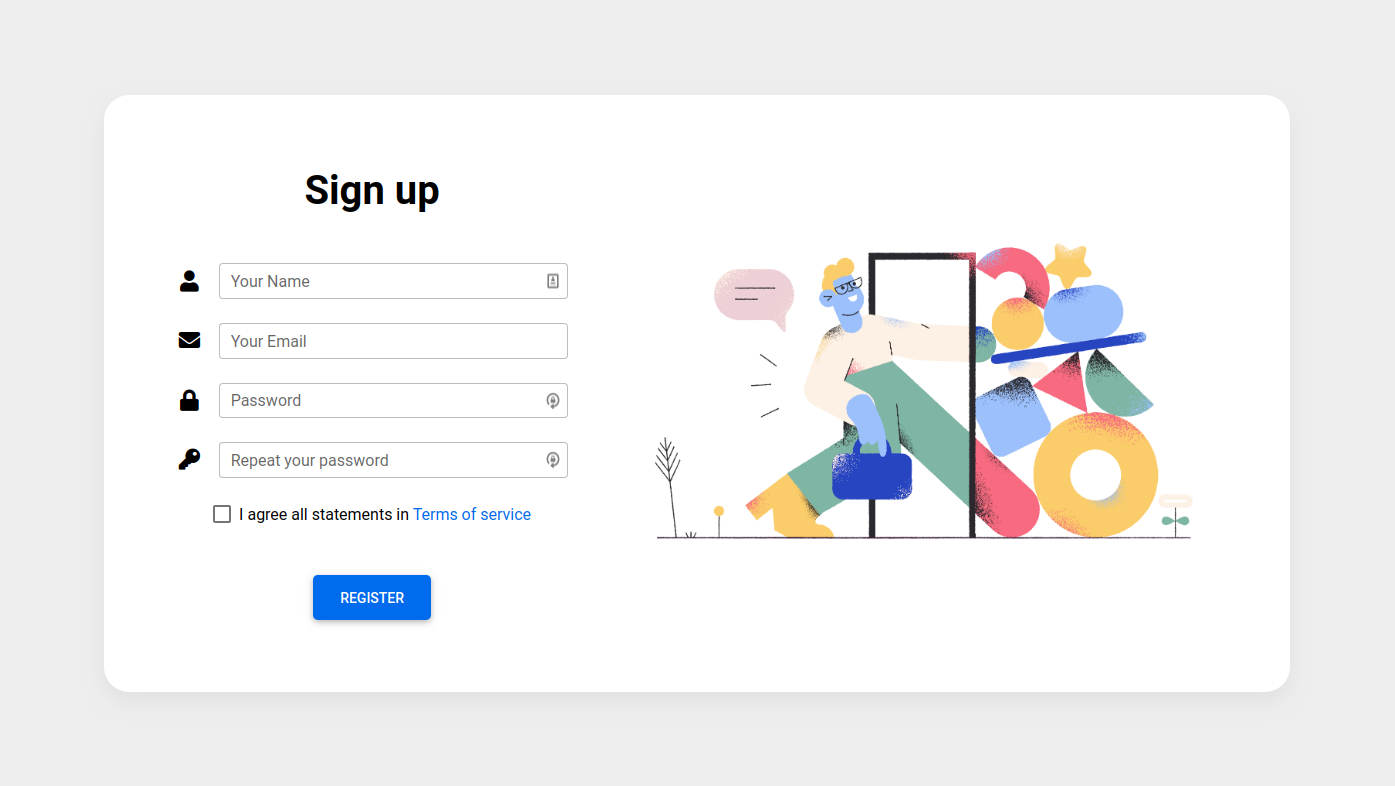 Sign up
Your Name
Your Email
Password
Repeat your password
I agree all statements in Terms of service
REGISTER